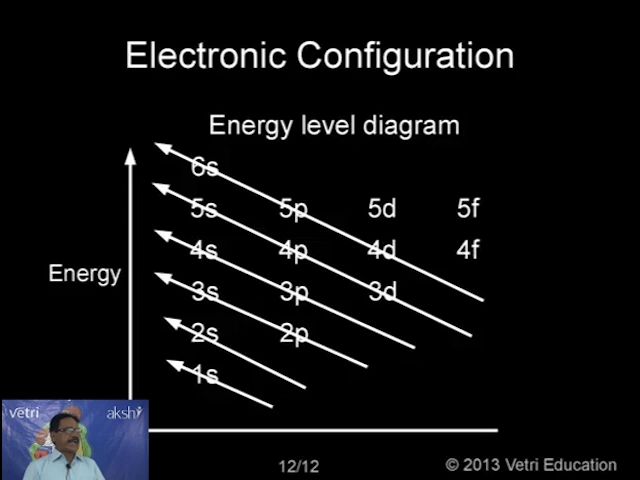 Electronic Configuration
Energy level diagram
6s
5s 5p 5d 5f
4s 4p 4d 4f
Energy
3s 3p 3d
2s 2p
1s
vetri
12/12
© 2013 Vetri Education